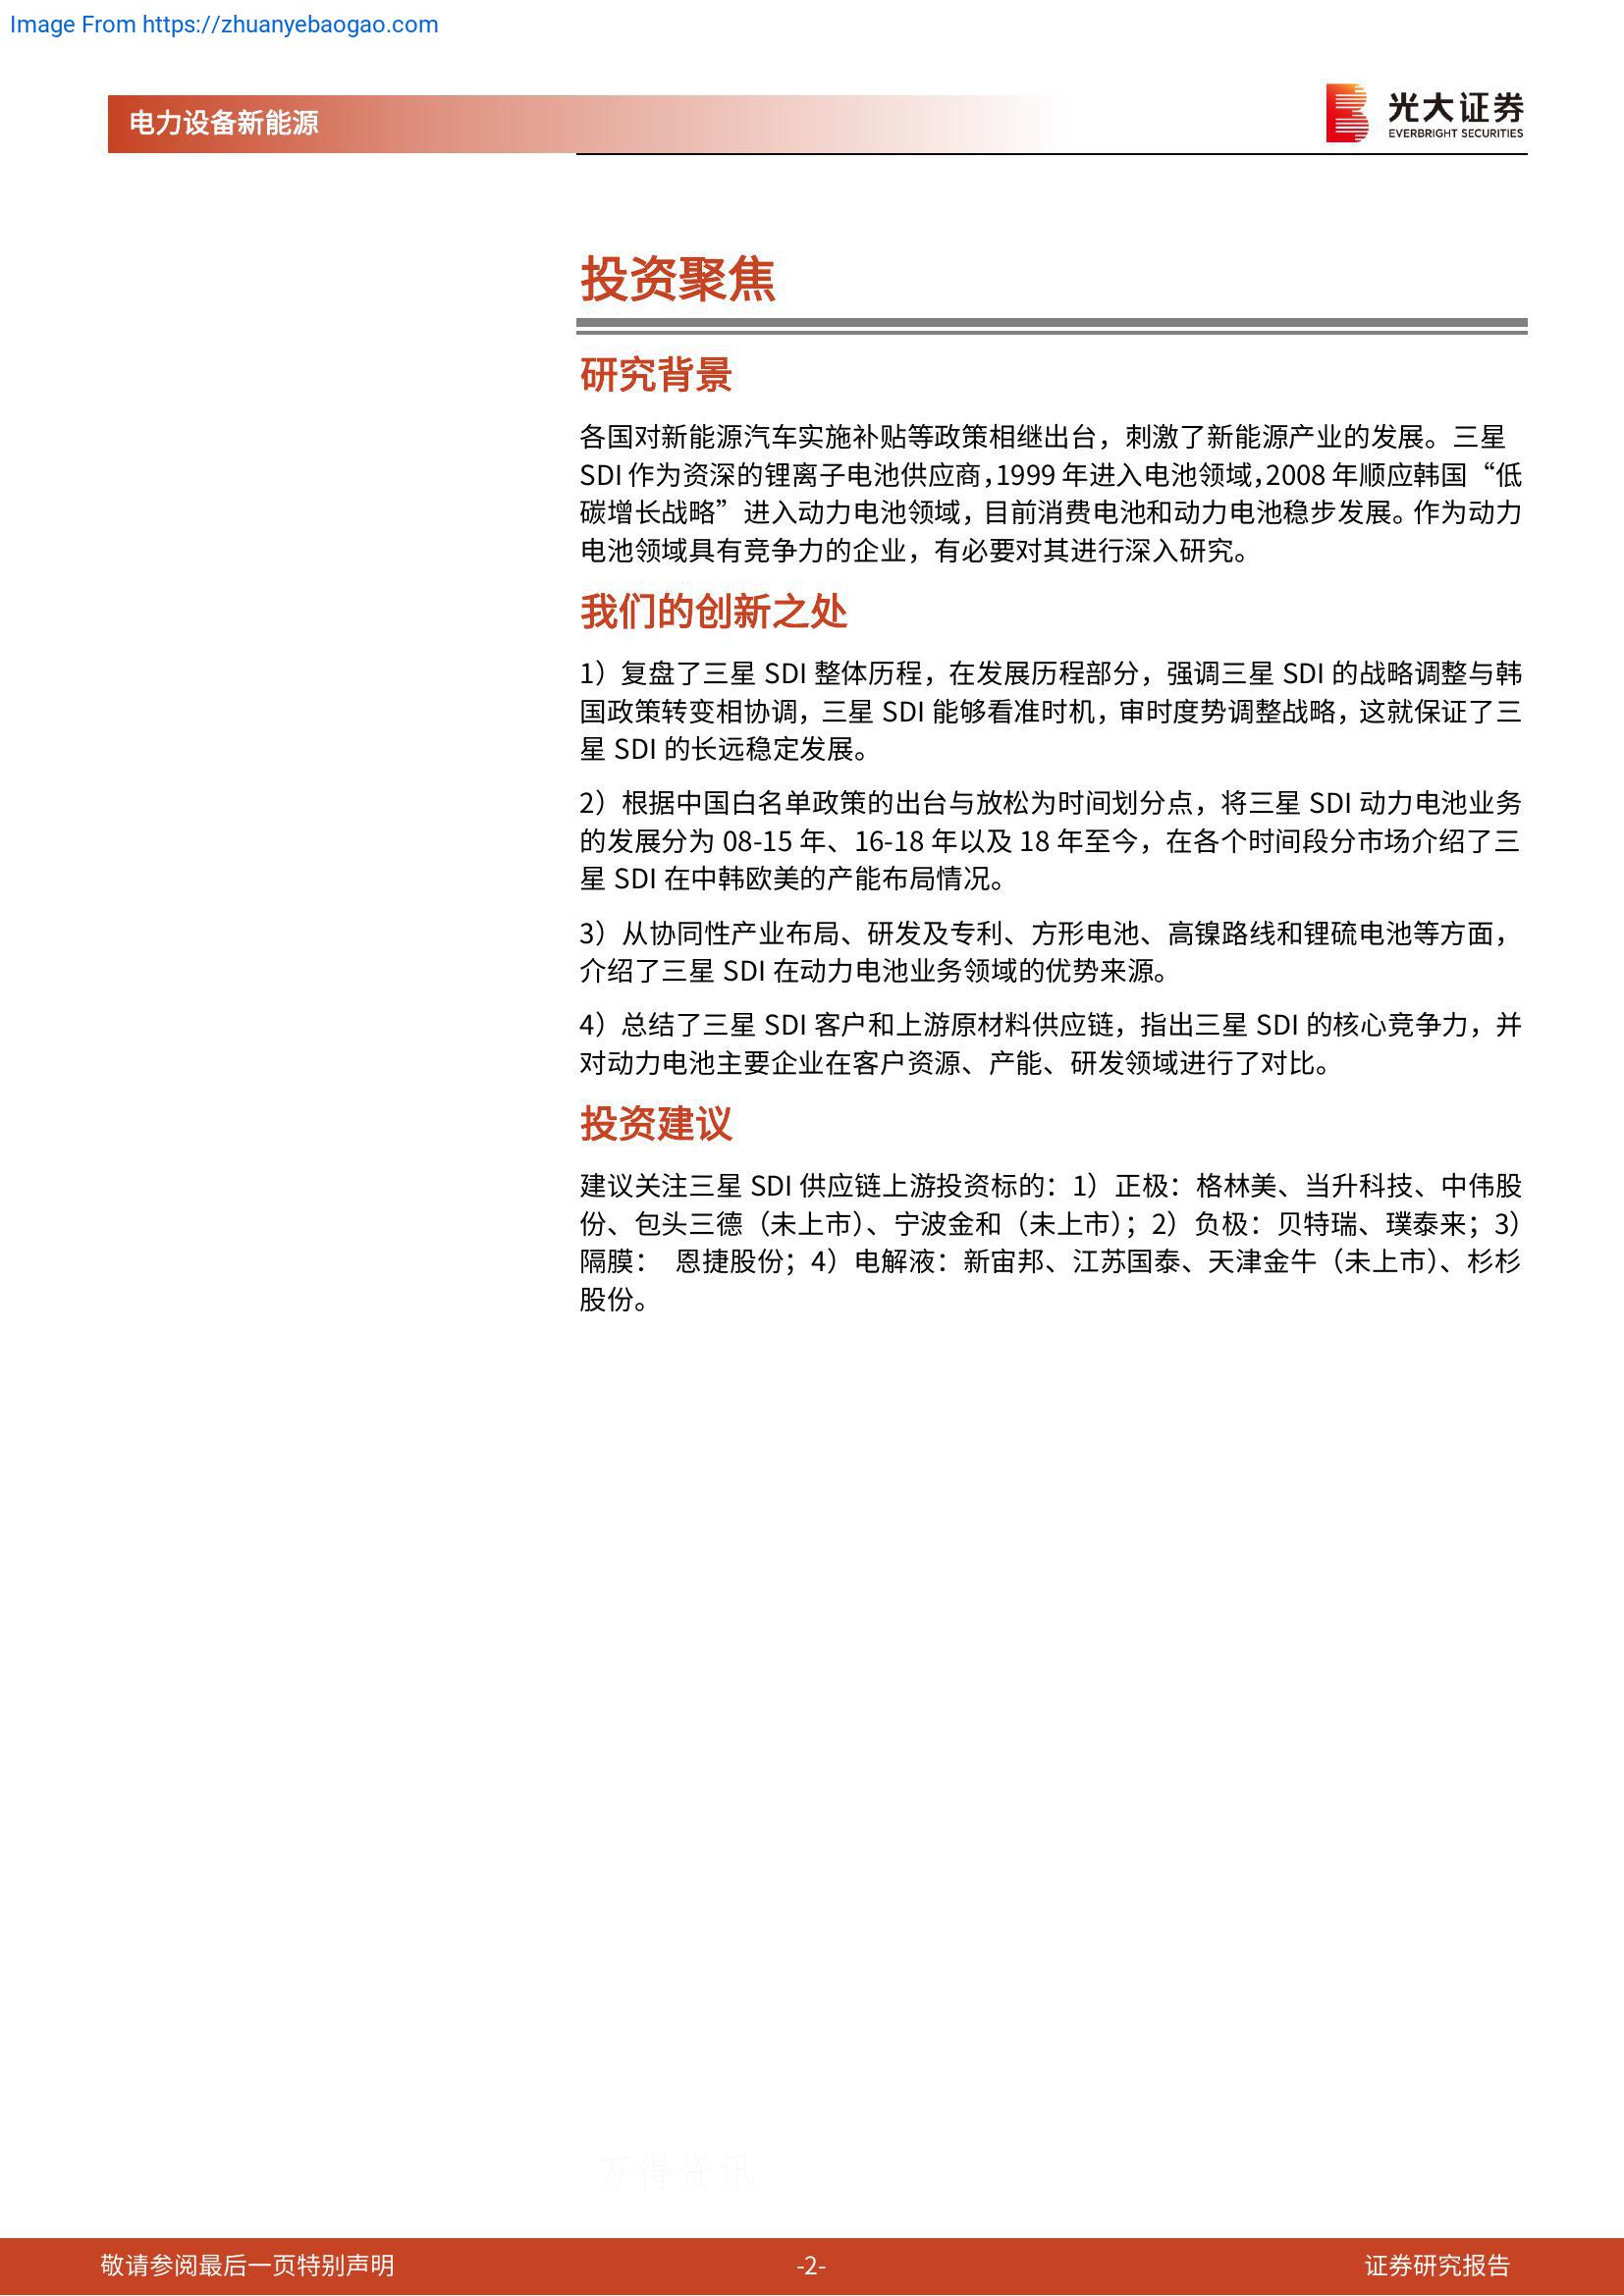 Image From https://zhuanyebaogao.com
电力设备新能源
光大证券
EVERBRIGHT SECURITIES
投资聚焦
研究背景
各国对新能源汽车实施补贴等政策相继出台，刺激了新能源产业的发展。三星
SDI 作为资深的锂离子电池供应商，1999 年进入电池领域，2008 年顺应韩国“低
碳增长战略”进入动力电池领域，目前消费电池和动力电池稳步发展。作为动力
电池领域具有竞争力的企业，有必要对其进行深入研究。
我们的创新之处
1）复盘了三星 SDI 整体历程，在发展历程部分，强调三星 SDI 的战略调整与韩
国政策转变相协调，三星 SDI 能够看准时机，审时度势调整战略，这就保证了三
星 SDI 的长远稳定发展。
2）根据中国白名单政策的出台与放松为时间划分点，将三星 SDI 动力电池业务
的发展分为 08-15 年、16-18 年以及 18 年至今，在各个时间段分市场介绍了三
星 SDI 在中韩欧美的产能布局情况。
3）从协同性产业布局、研发及专利、方形电池、高镍路线和锂硫电池等方面，
介绍了三星 SDI 在动力电池业务领域的优势来源。
4）总结了三星 SDI 客户和上游原材料供应链，指出三星 SDI 的核心竞争力，并
对动力电池主要企业在客户资源、产能、研发领域进行了对比。
投资建议
建议关注三星 SDI 供应链上游投资标的：1）正极：格林美、当升科技、中伟股
份、包头三德（未上市）、宁波金和（未上市）；2）负极：贝特瑞、璞泰来；3）
隔膜： 恩捷股份；4）电解液：新宙邦、江苏国泰、天津金牛（未上市）、杉杉
股份。
万得资讯
敬请参阅最后一页特别声明
-2-
证券研究报告